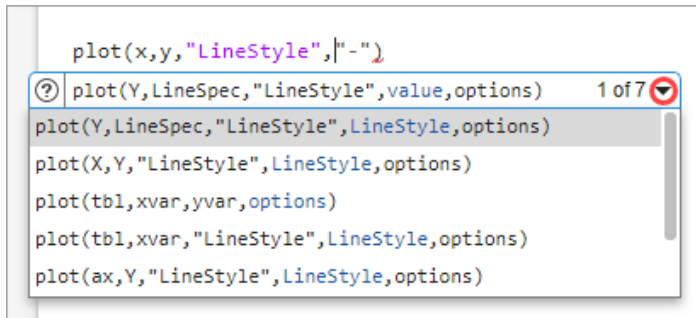 plot(x,y,"LineStyle","-")
? plot(Y,LineSpec,"LineStyle",value,options) 1 of 7
plot(Y,LineSpec,"LineStyle",LineStyle,options)
plot(X,Y,"LineStyle",LineStyle,options)
plot(tbl,xvar,yvar,options)
plot(tbl,xvar,"LineStyle",LineStyle,options)
plot(ax,Y,"LineStyle",LineStyle,options)